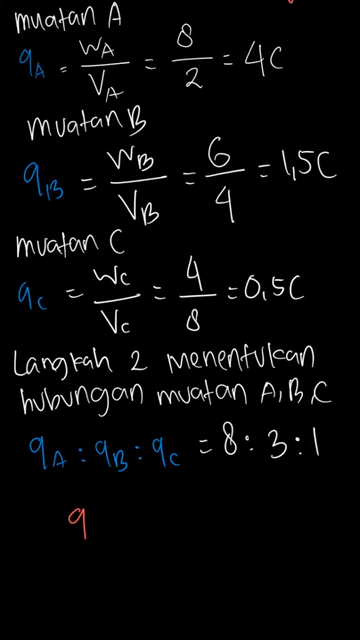 muatan A
qA = WA/VA = 8/2 = 4C
muatan B
qB = WB/VB = 6/4 = 1,5C
muatan C
qC = Wc/Vc = 4/8 = 0,5C
Langkah 2 menentukan
hubungan muatan A, B, C
qA : qB : qC = 8 : 3 : 1
q